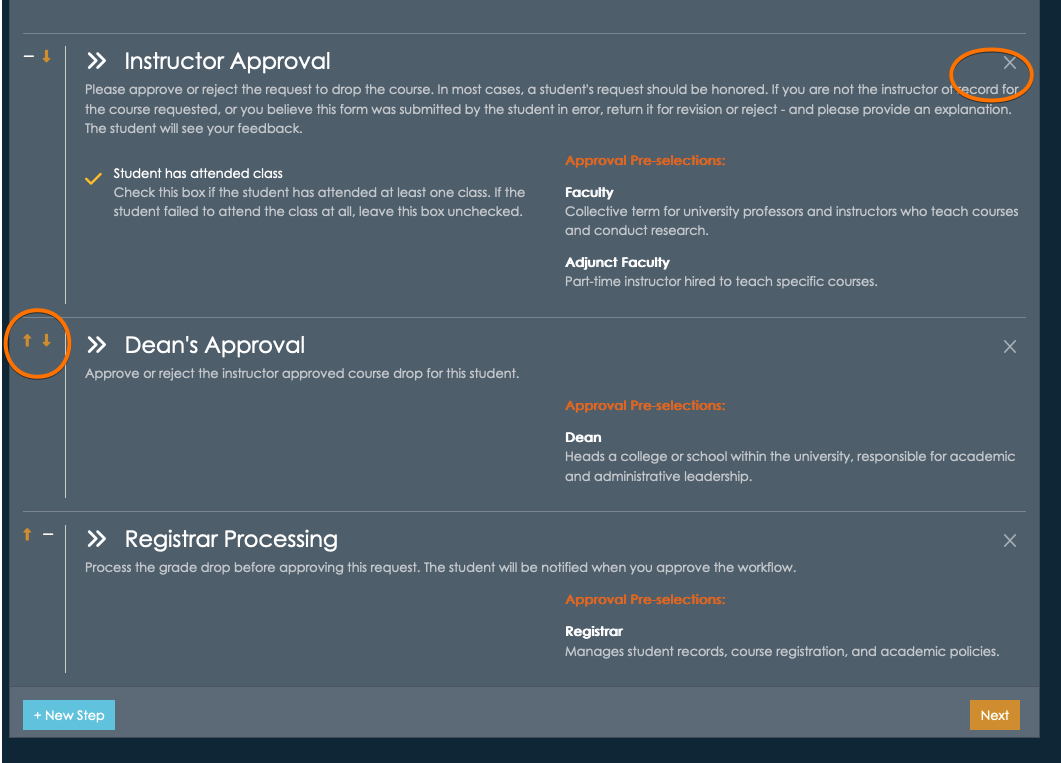 Instructor Approval
Please approve or reject the request to drop the course. In most cases, a student's request should be honored. If you are not the instructor of record for
the course requested, or you believe this form was submitted by the student in error, return it for revision or reject - and please provide an explanation.
The student will see your feedback.
Student has attended class
Check this box if the student has attended at least one class. If the
student failed to attend the class at all, leave this box unchecked.
Approval Pre-selections:
Faculty
Collective term for university professors and instructors who teach courses
and conduct research.
Adjunct Faculty
Part-time instructor hired to teach specific courses.
Dean's Approval
Approve or reject the instructor approved course drop for this student.
Approval Pre-selections:
Dean
Heads a college or school within the university, responsible for academic
and administrative leadership.
Registrar Processing
Process the grade drop before approving this request. The student will be notified when you approve the workflow.
Approval Pre-selections:
Registrar
Manages student records, course registration, and academic policies.
+ New Step
Next